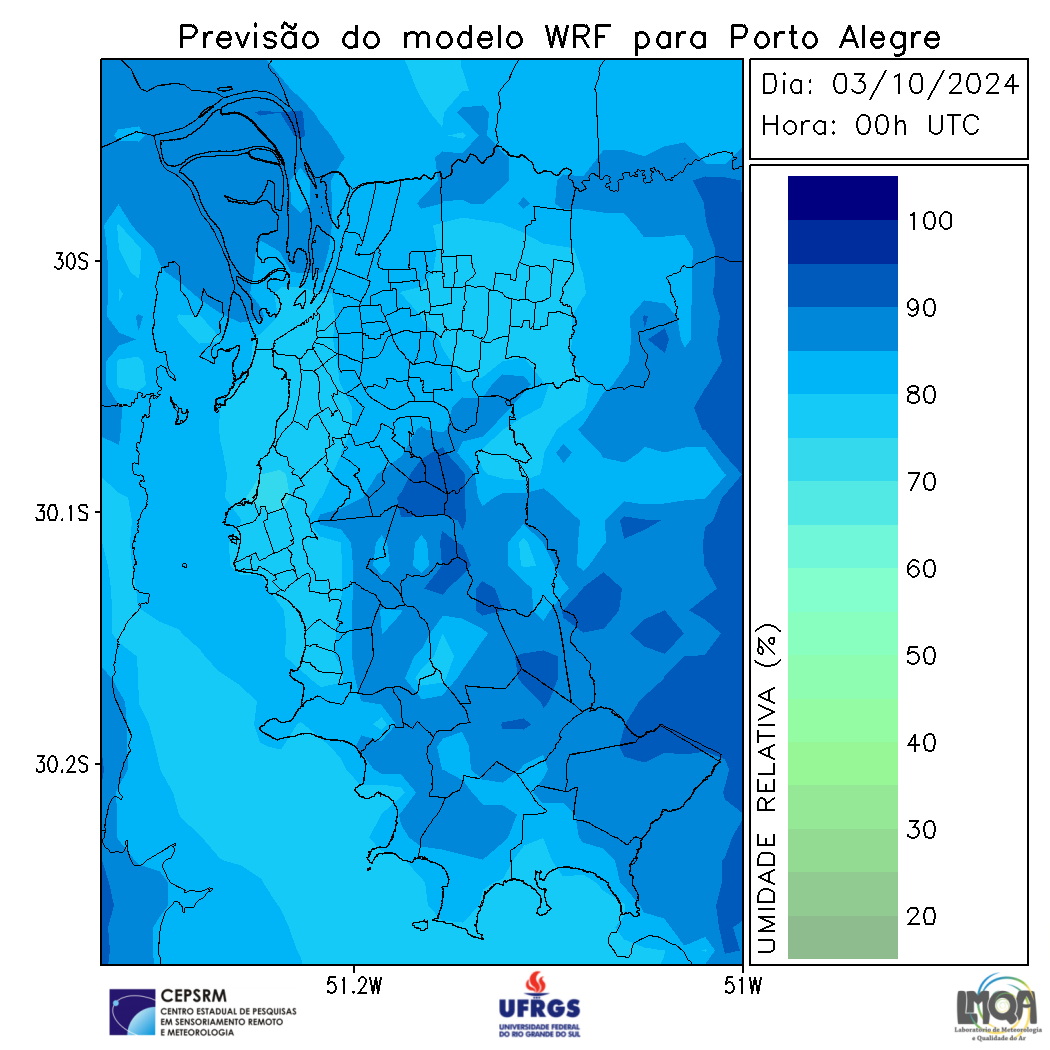 Previsão do modelo WRF para Porto Alegre
Dia: 03/10/2024
Hora: 00h UTC
100
90
80
70
60
50
40
30
20
UMIDADE RELATIVA (%)
30S
30.1S
30.2S
51.2W
51W
CEPSRM
CENTRO ESTADUAL DE PESQUISAS
EM SENSORIAMENTO REMOTO
E METEOROLOGIA
UFRGS
UNIVERSIDADE FEDERAL
DO RIO GRANDE DO SUL
LMQA
Laboratório de Meteorologia
e Qualidade do Ar